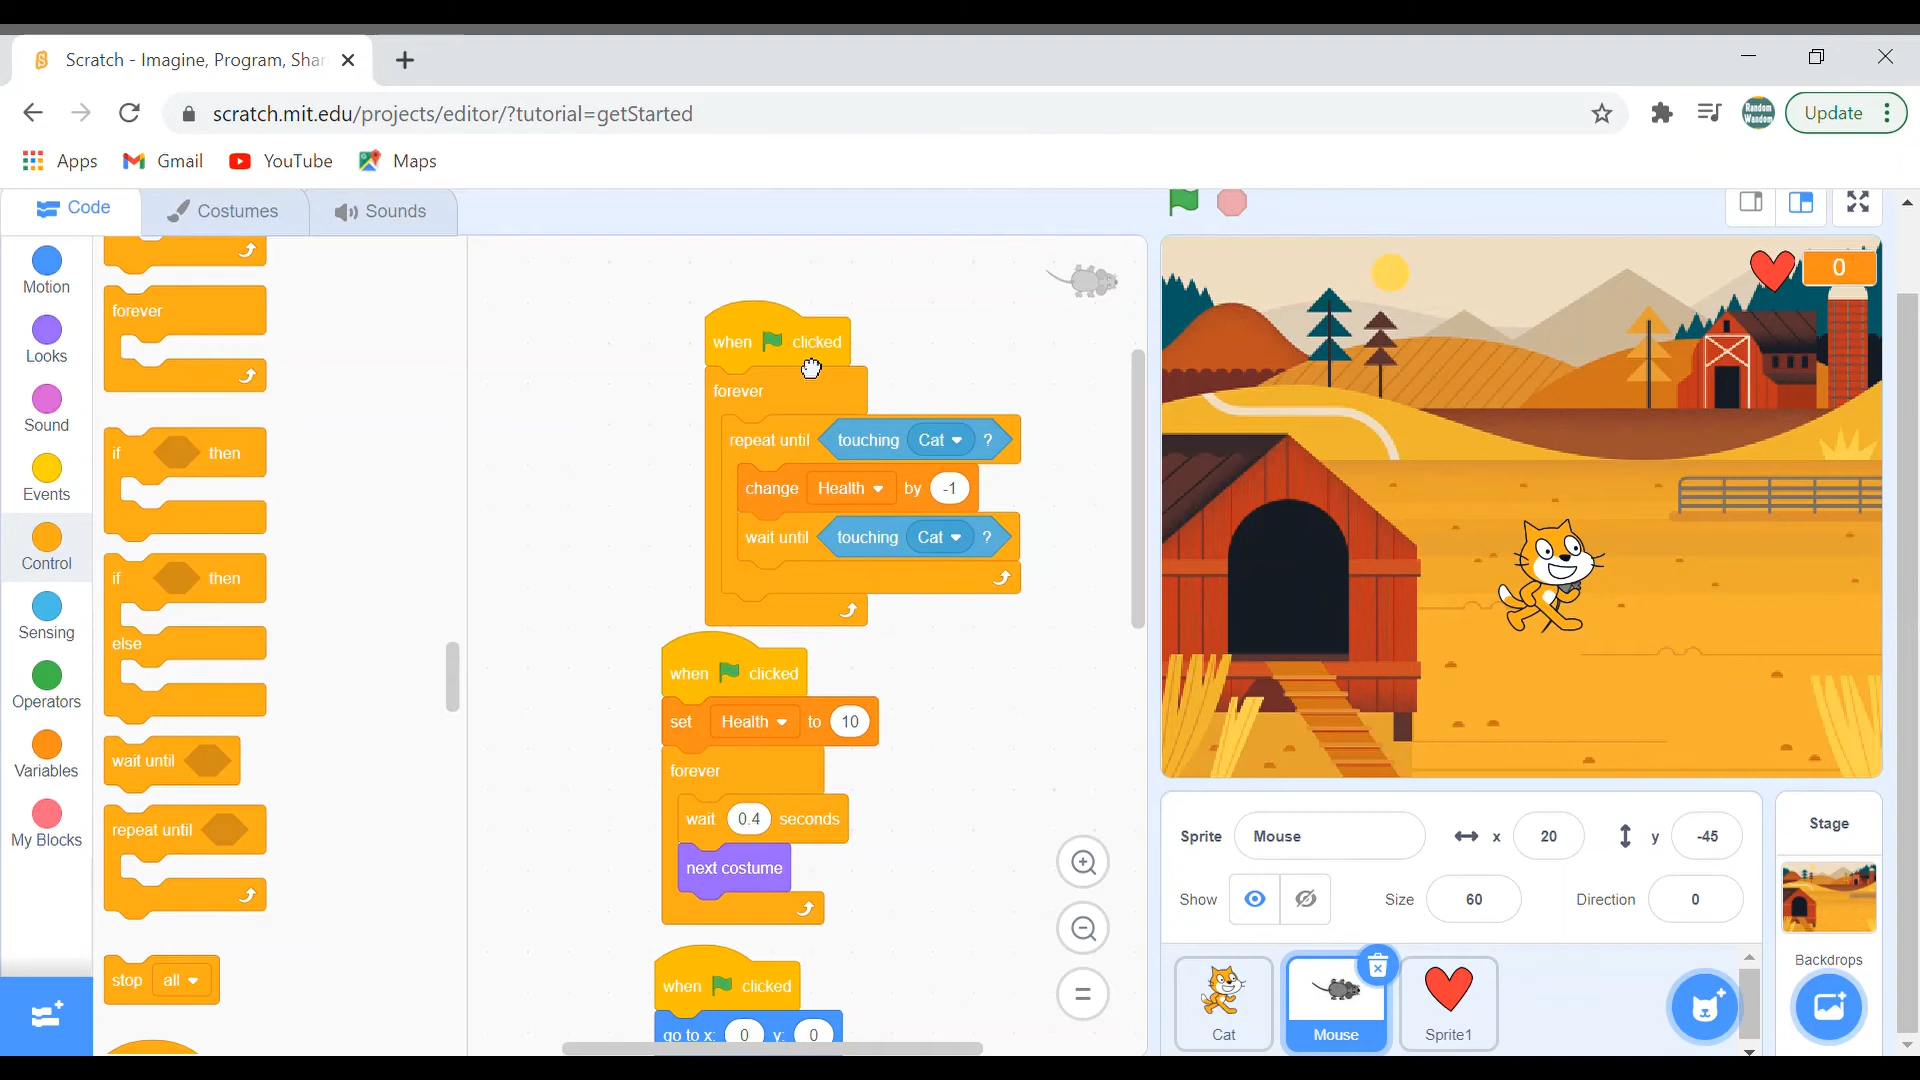 Scratch - Imagine, Program, Shar
scratch.mit.edu/projects/editor/?tutorial=getStarted
Random
Wandom
Update
Apps
Gmail
YouTube
Maps
Code
Costumes
Sounds
Motion
Looks
Sound
Events
Control
Sensing
Operators
Variables
My Blocks
forever
if then
if then
else
wait until
repeat until
stop all
when clicked
forever
repeat until touching Cat ?
change Health by -1
wait until touching Cat ?
when clicked
set Health to 10
forever
wait 0.4 seconds
next costume
when clicked
go to x: 0 y: 0
0
Sprite Mouse x 20 y -45
Show Size 60 Direction 0
Cat
Mouse
Sprite1
Stage
Backdrops